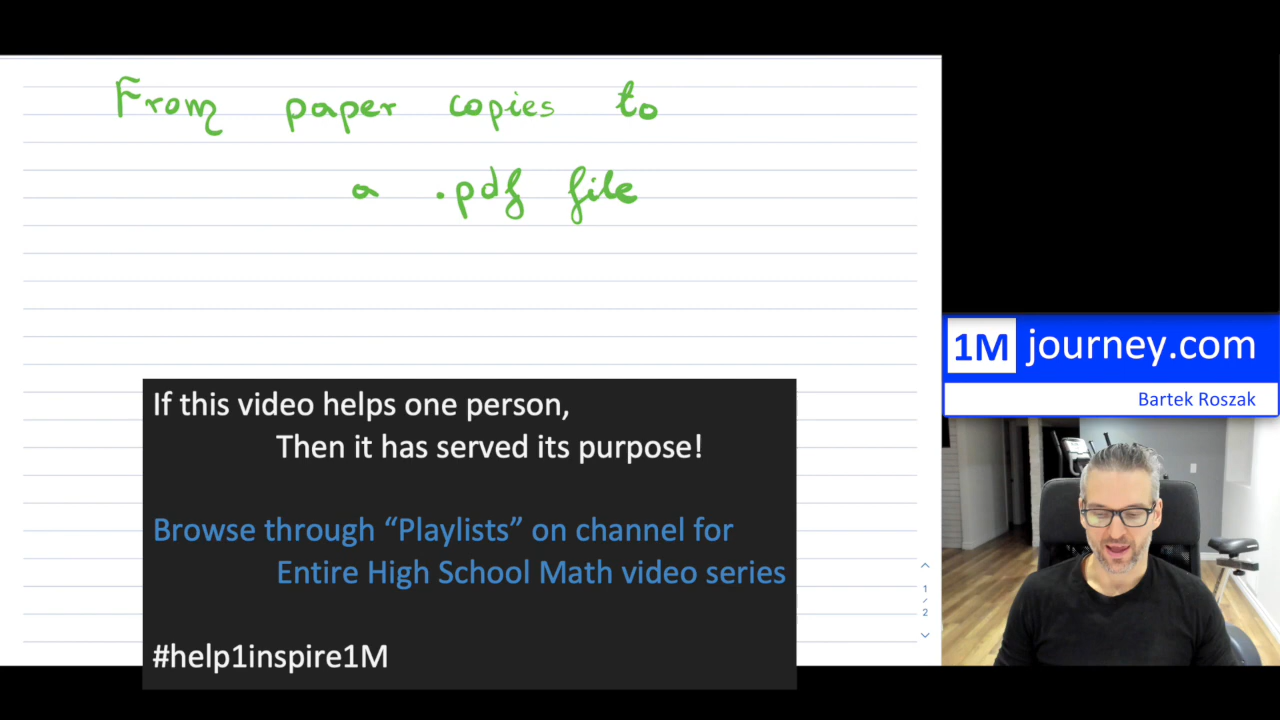 From paper copies to
a .pdf file
If this video helps one person,
Then it has served its purpose!
Browse through “Playlists” on channel for
Entire High School Math video series
#help1inspire1M
1M journey.com
Bartek Roszak
1
/
2